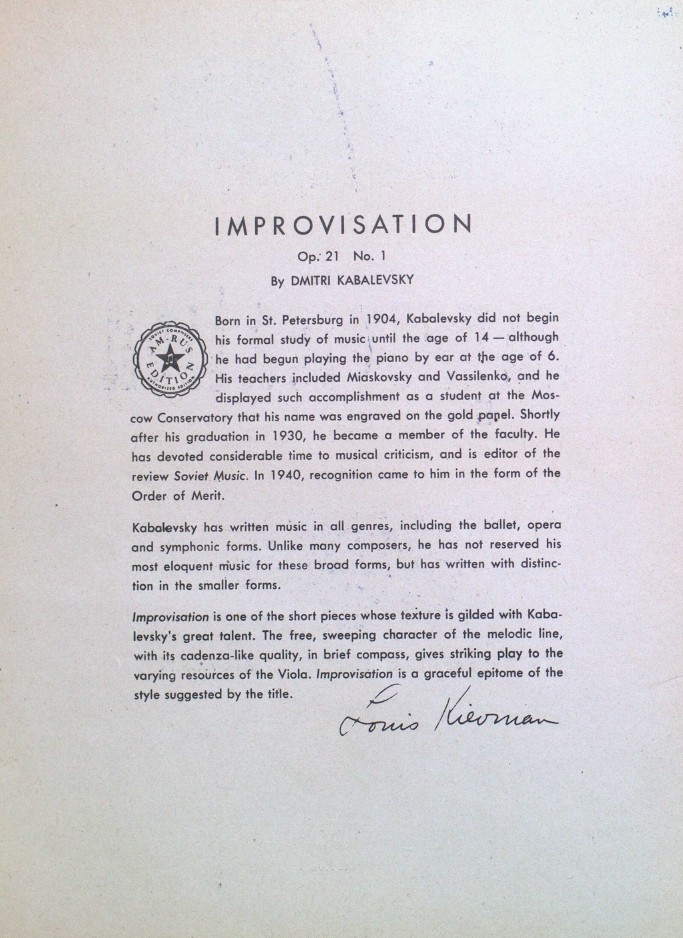 IMPROVISATION
Op. 21 No. 1
By DMITRI KABALEVSKY
SOVIET COMPOSERS
AM-RUS
EDITION
AUTHORIZED EDITION
Born in St. Petersburg in 1904, Kabalevsky did not begin
his formal study of music until the age of 14 — although
he had begun playing the piano by ear at the age of 6.
His teachers included Miaskovsky and Vassilenko, and he
displayed such accomplishment as a student at the Mos-
cow Conservatory that his name was engraved on the gold panel. Shortly
after his graduation in 1930, he became a member of the faculty. He
has devoted considerable time to musical criticism, and is editor of the
review Soviet Music. In 1940, recognition came to him in the form of the
Order of Merit.
Kabalevsky has written music in all genres, including the ballet, opera
and symphonic forms. Unlike many composers, he has not reserved his
most eloquent music for these broad forms, but has written with distinc-
tion in the smaller forms.
Improvisation is one of the short pieces whose texture is gilded with Kaba-
levsky's great talent. The free, sweeping character of the melodic line,
with its cadenza-like quality, in brief compass, gives striking play to the
varying resources of the Viola. Improvisation is a graceful epitome of the
style suggested by the title.
Louis Kievman